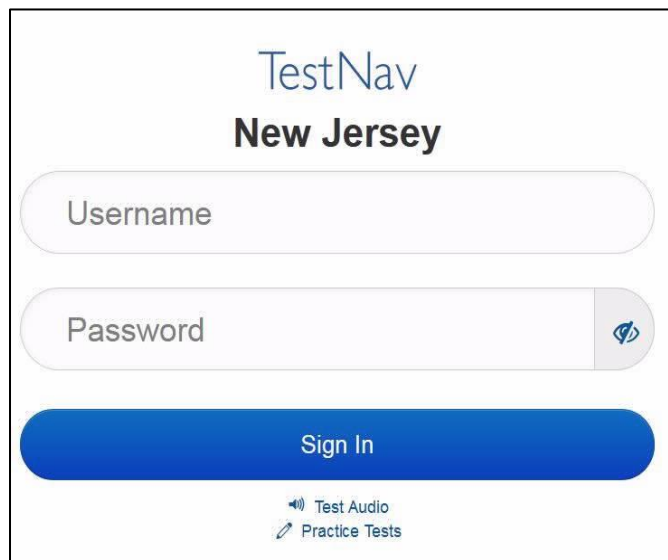 TestNav
New Jersey
Username
Password
Sign In
Test Audio
Practice Tests